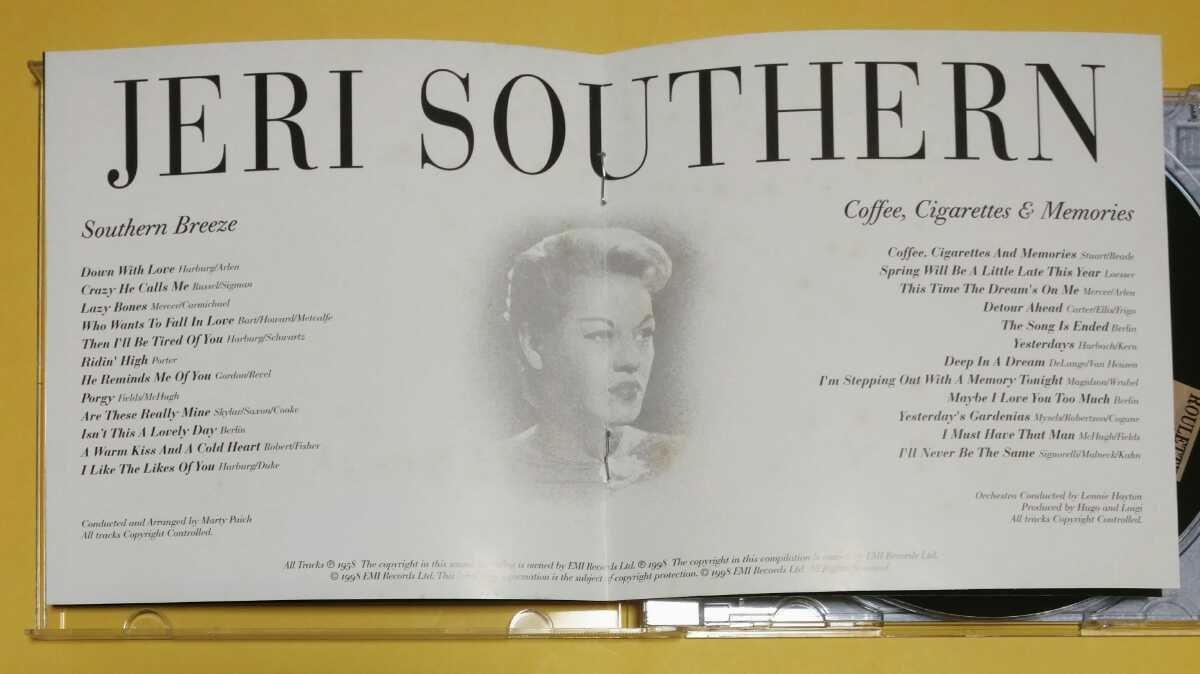 JERI SOUTHERN
Southern Breeze
Down With Love Harburg/Arlen
Crazy He Calls Me Russel/Sigman
Lazy Bones Mercer/Carmichael
Who Wants To Fall In Love Bart/Howard/Metcalfe
Then I'll Be Tired Of You Harburg/Schwartz
Ridin' High Porter
He Reminds Me Of You Gordon/Revel
Porgy Fields/McHugh
Are These Really Mine Skylar/Saxon/Cooke
Isn't This A Lovely Day Berlin
A Warm Kiss And A Cold Heart Robert/Fisher
I Like The Likes Of You Harburg/Duke
Conducted and Arranged by Marty Paich
All tracks Copyright Controlled.
Coffee, Cigarettes & Memories
Coffee, Cigarettes And Memories Stuart/Reade
Spring Will Be A Little Late This Year Loesser
This Time The Dream's On Me Mercer/Arlen
Detour Ahead Carter/Ellis/Frigo
The Song Is Ended Berlin
Yesterdays Harbach/Kern
Deep In A Dream DeLange/Van Heusen
I'm Stepping Out With A Memory Tonight Magidson/Wrubel
Maybe I Love You Too Much Berlin
Yesterday's Gardenias Mysels/Robertson/Cogane
I Must Have That Man McHugh/Fields
I'll Never Be The Same Signorelli/Malneck/Kahn
Orchestra Conducted by Lennie Hayton
Produced by Hugo and Luigi
All tracks Copyright Controlled.
All Tracks ℗ 1958 The copyright in this sound recording is owned by EMI Records Ltd. ℗ 1998 The copyright in this compilation is owned by EMI Records Ltd.
© 1998 EMI Records Ltd. This is the subject of copyright protection. © 1998 EMI Records Ltd. All Rights Reserved
ROULETTE